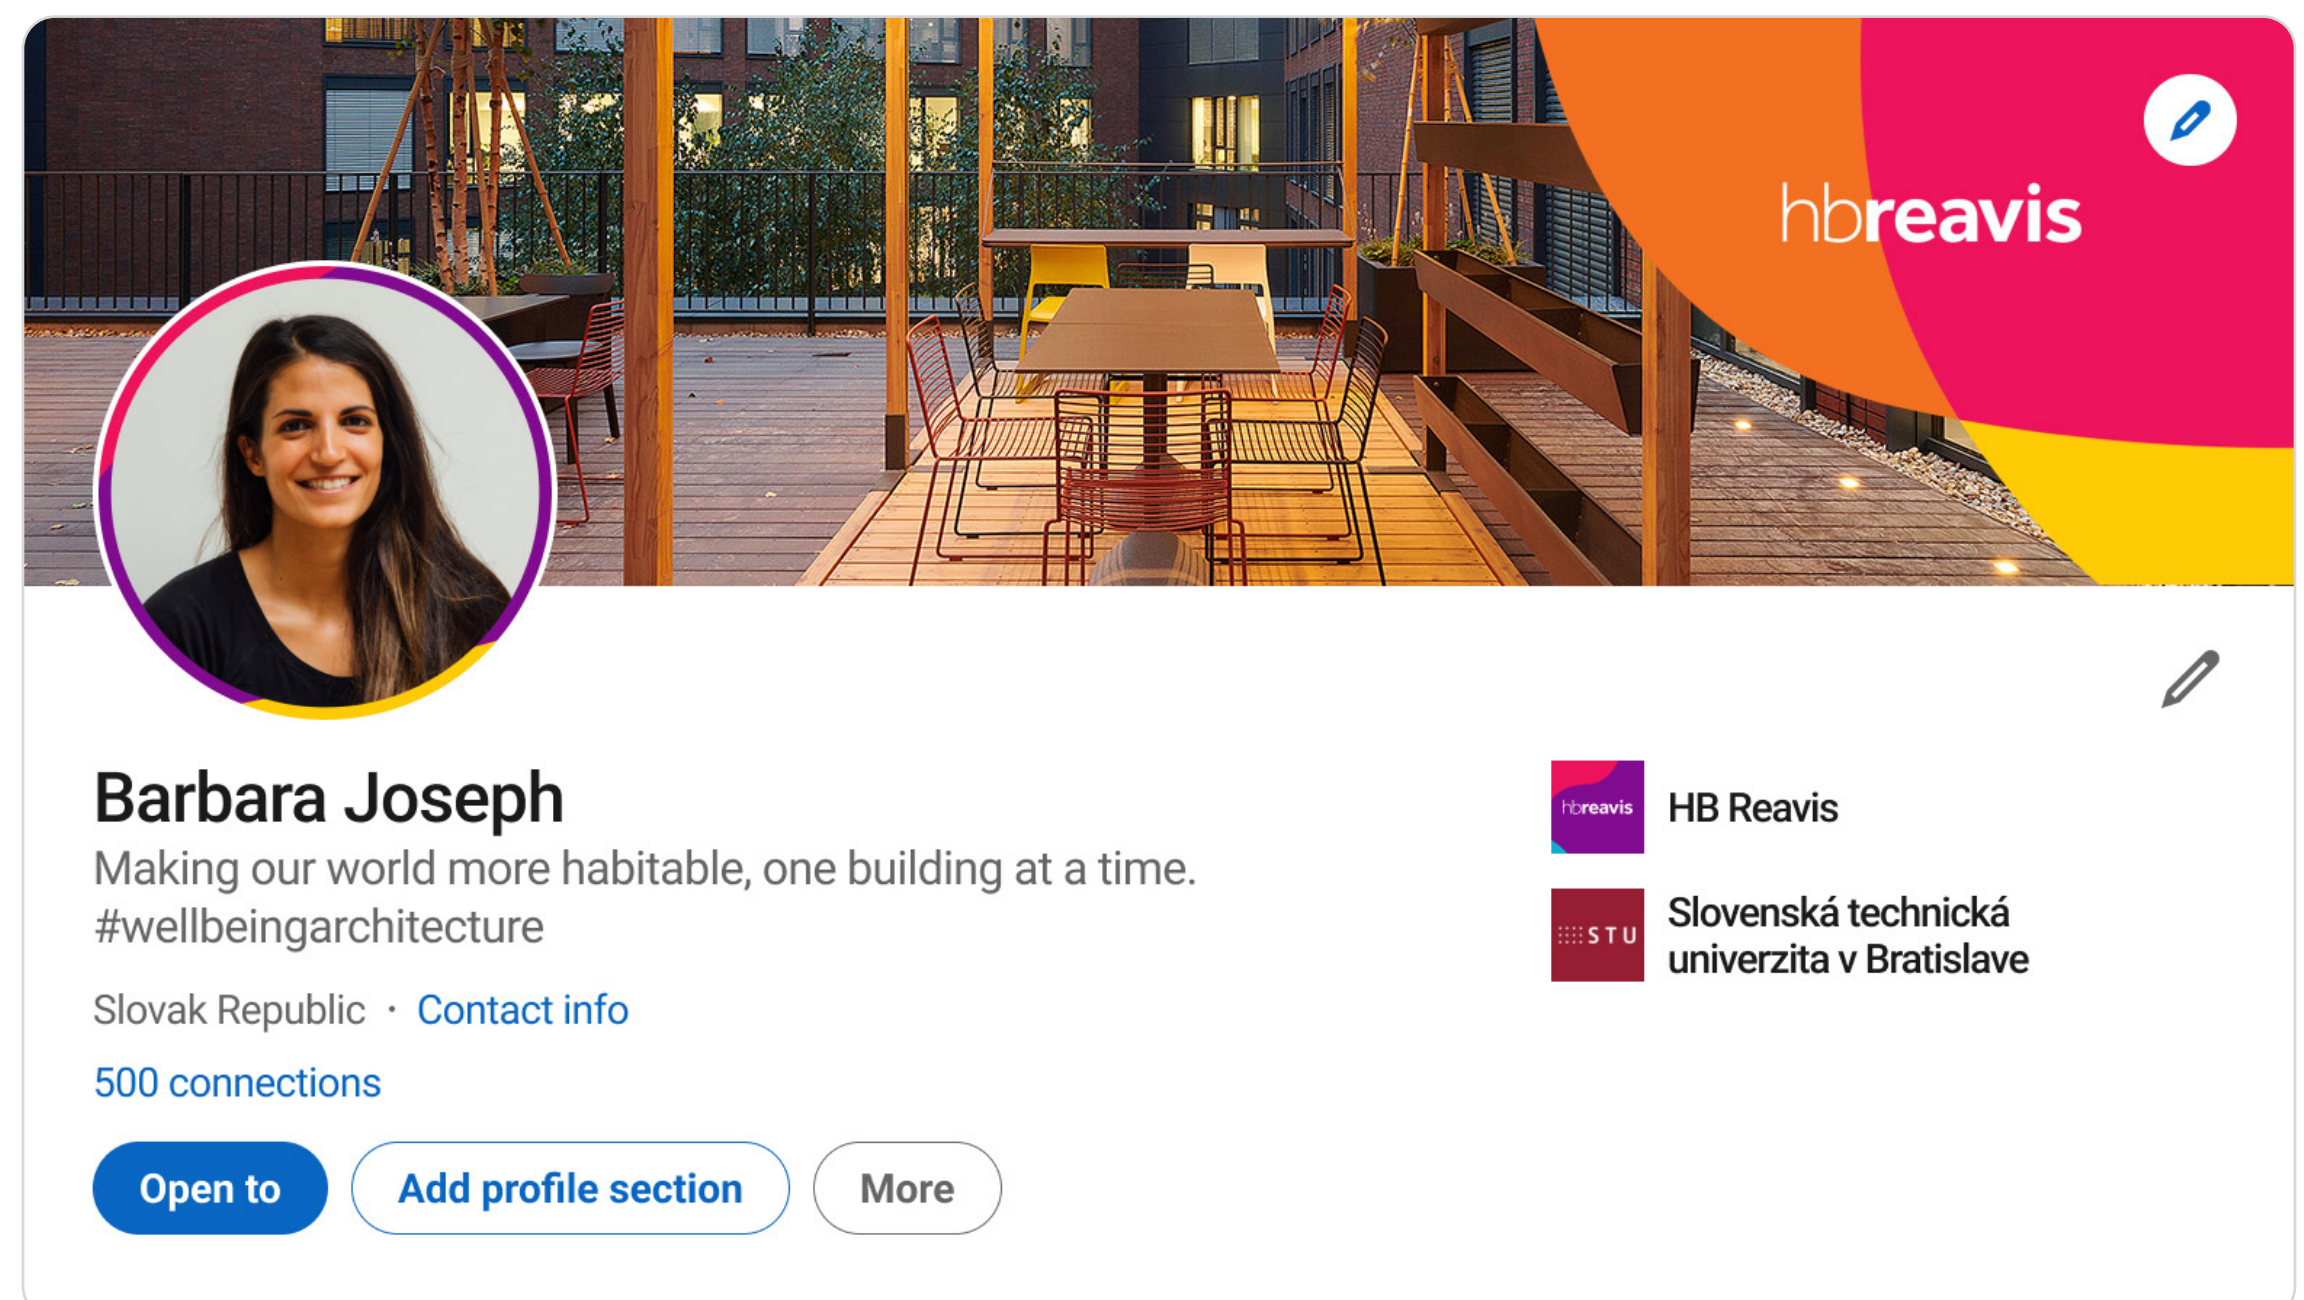 hbreavis
Barbara Joseph
Making our world more habitable, one building at a time.
#wellbeingarchitecture
Slovak Republic · Contact info
500 connections
Open to
Add profile section
More
hbreavis
HB Reavis
STU
Slovenská technická
univerzita v Bratislave